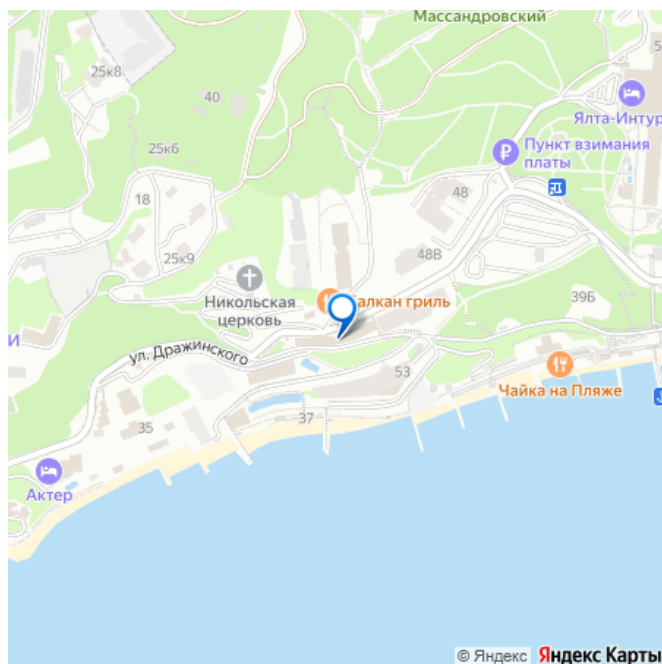 Массандровский
25к8
40
5
Ялта-Интур
25к6
₽
Пункт взимания
платы
18
48
25к9
48В
Никольская
церковь
алкан гриль
39Б
И
ул. Дражинского
53
Чайка на Пляже
37
35
Актер
© Яндекс Яндекс Карты